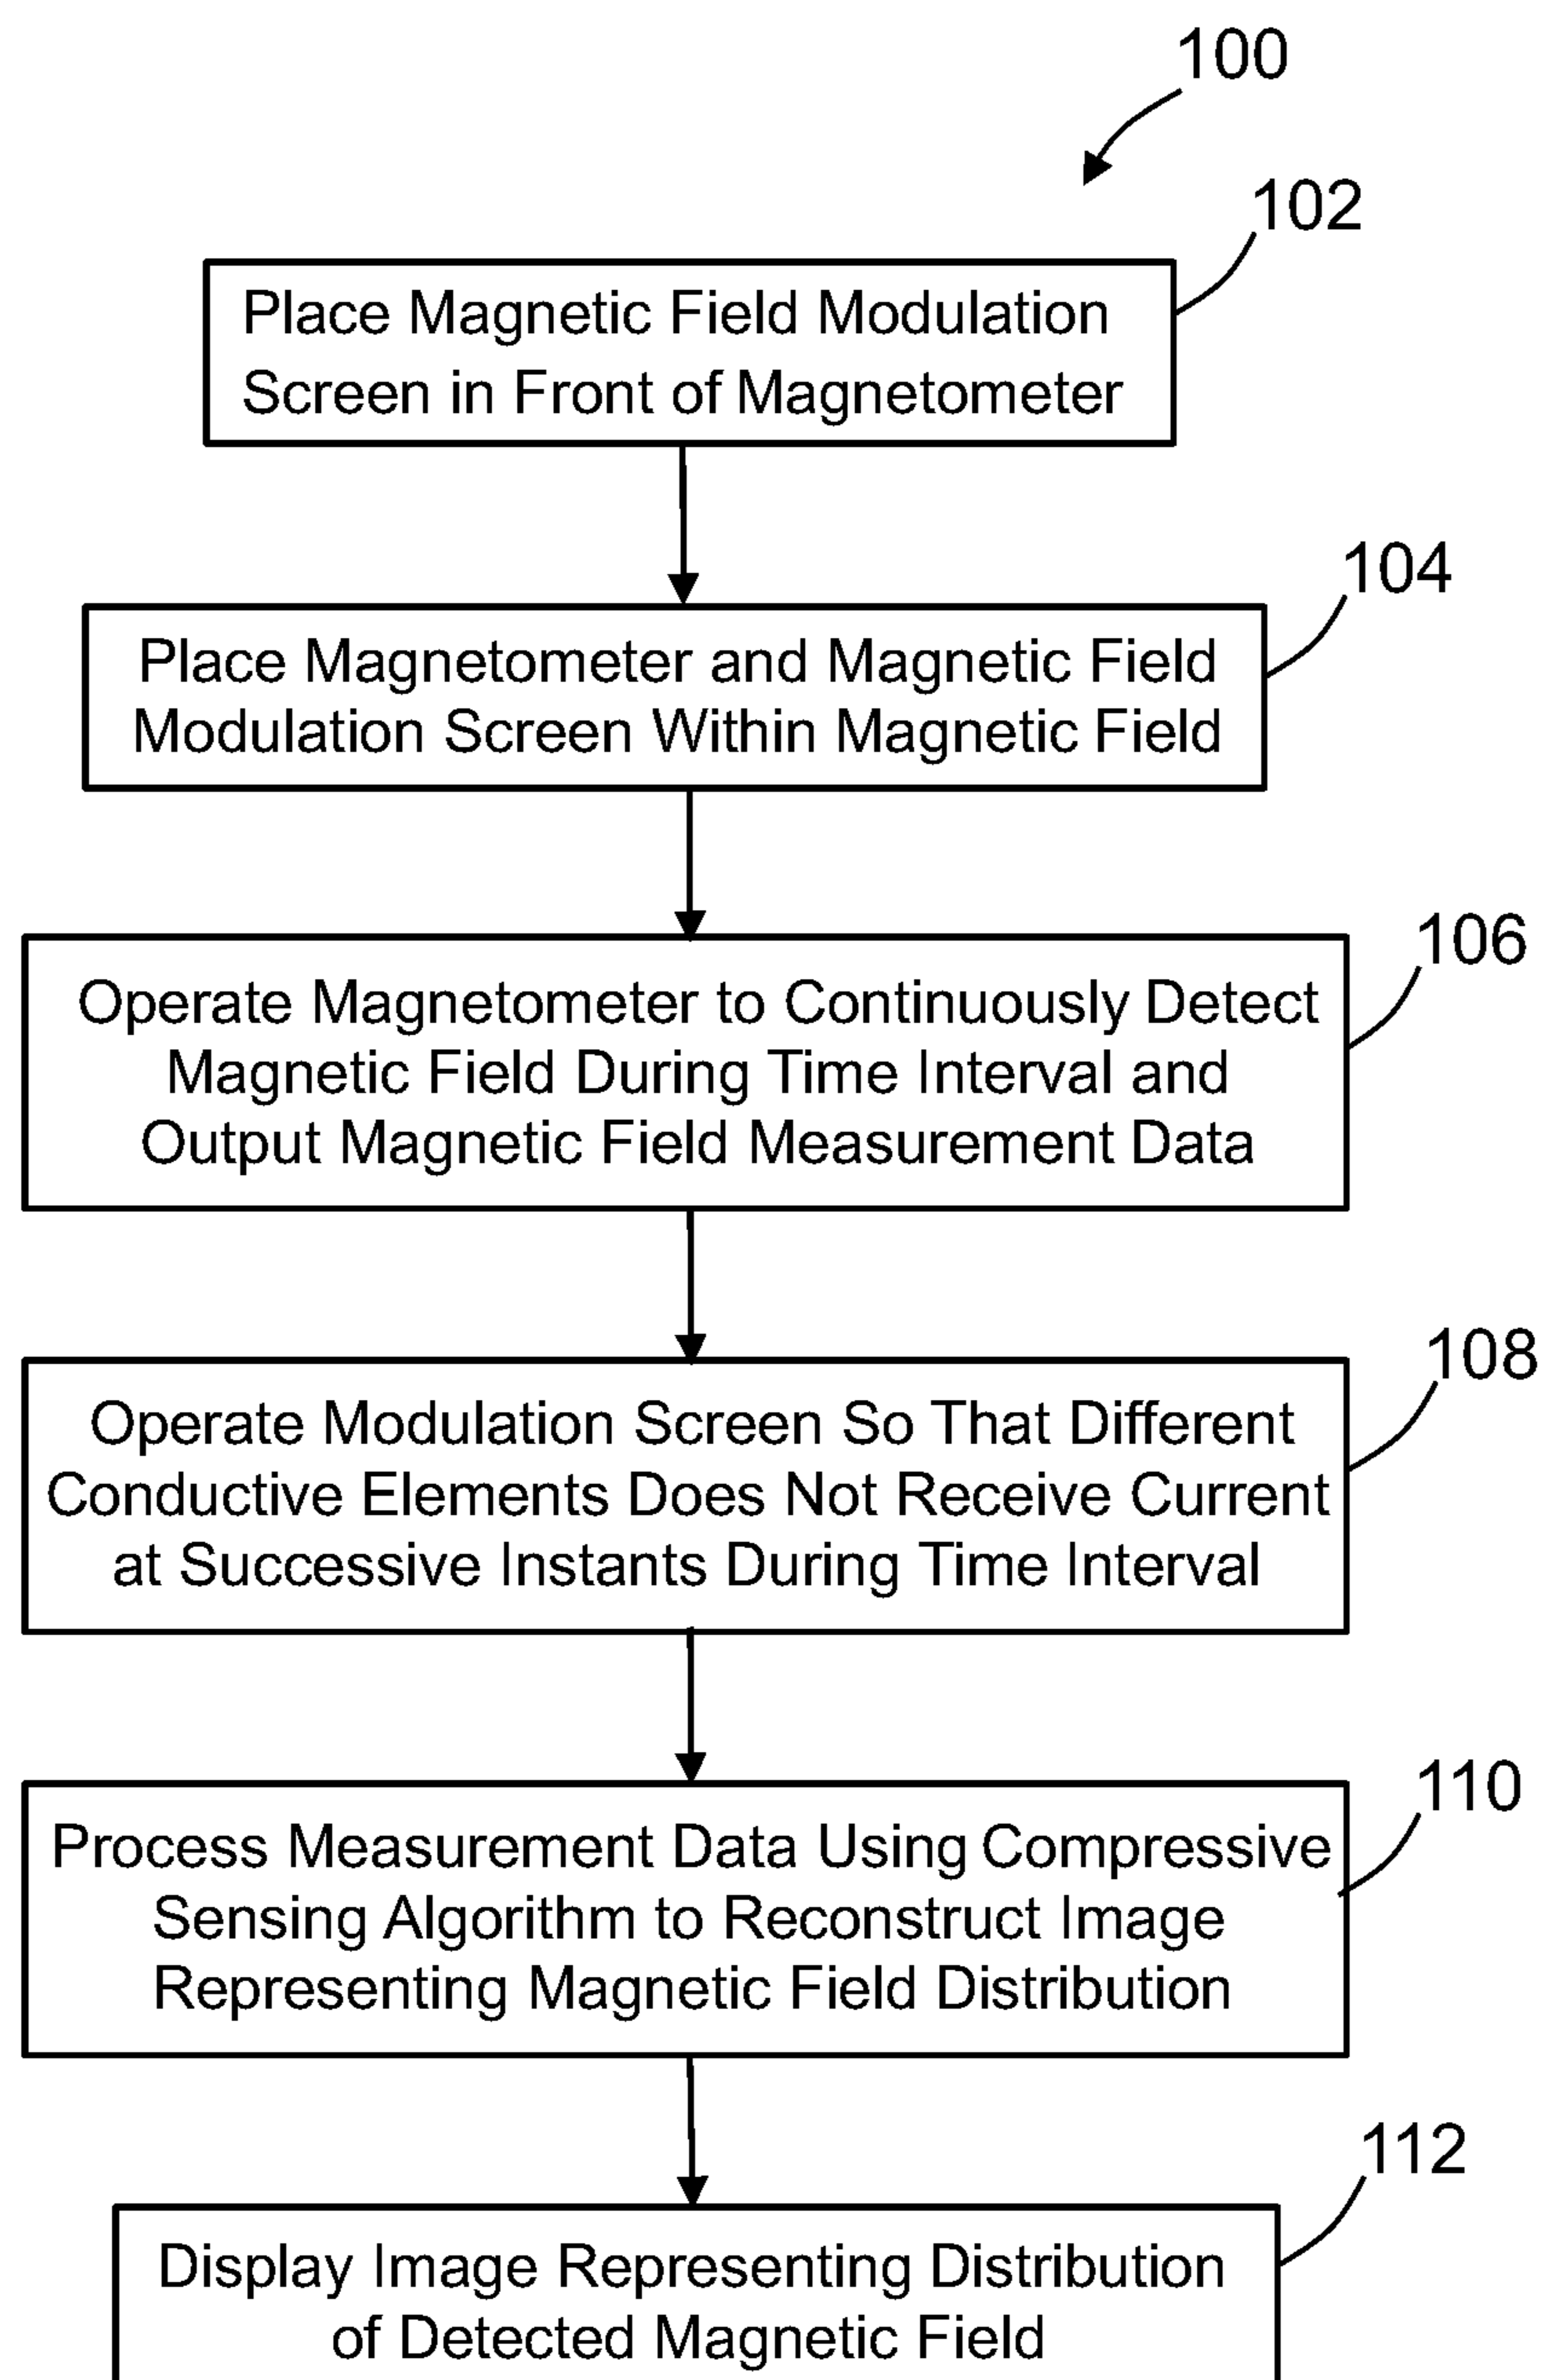 100
102
Place Magnetic Field Modulation
Screen in Front of Magnetometer
104
Place Magnetometer and Magnetic Field
Modulation Screen Within Magnetic Field
106
Operate Magnetometer to Continuously Detect
Magnetic Field During Time Interval and
Output Magnetic Field Measurement Data
108
Operate Modulation Screen So That Different
Conductive Elements Does Not Receive Current
at Successive Instants During Time Interval
110
Process Measurement Data Using Compressive
Sensing Algorithm to Reconstruct Image
Representing Magnetic Field Distribution
112
Display Image Representing Distribution
of Detected Magnetic Field